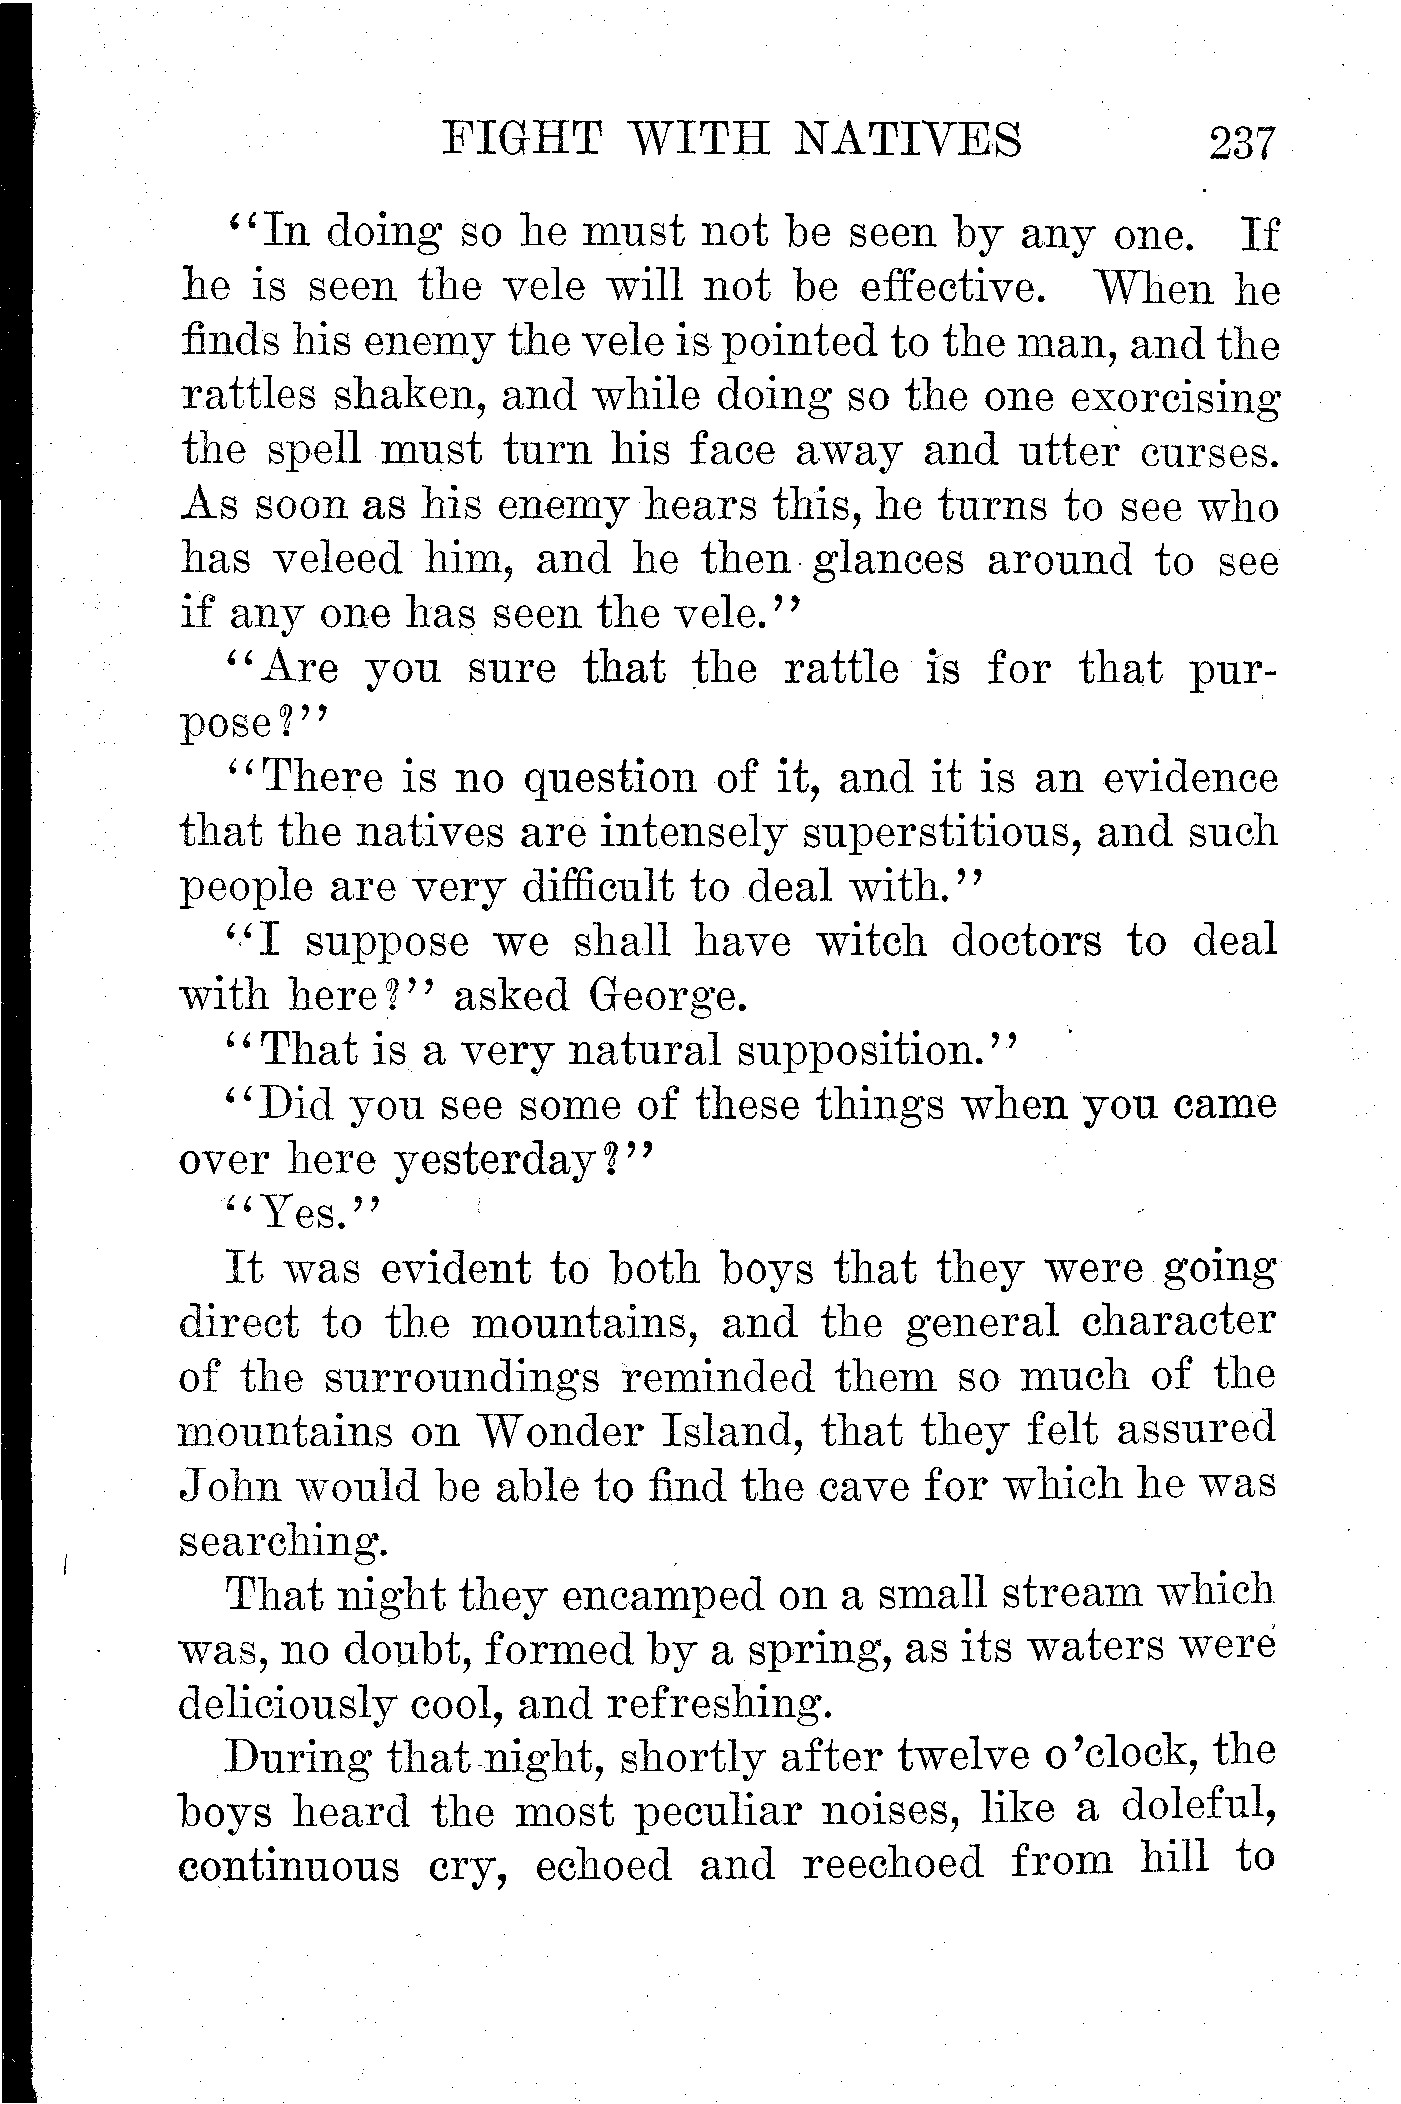 FIGHT WITH NATIVES 237
“In doing so he must not be seen by any one. If
he is seen the vele will not be effective. When he
finds his enemy the vele is pointed to the man, and the
rattles shaken, and while doing so the one exorcising
the spell must turn his face away and utter curses.
As soon as his enemy hears this, he turns to see who
has veleed him, and he then glances around to see
if any one has seen the vele.”
“Are you sure that the rattle is for that pur-
pose?”
“There is no question of it, and it is an evidence
that the natives are intensely superstitious, and such
people are very difficult to deal with.”
“I suppose we shall have witch doctors to deal
with here?” asked George.
“That is a very natural supposition.”
“Did you see some of these things when you came
over here yesterday?”
“Yes.”
It was evident to both boys that they were going
direct to the mountains, and the general character
of the surroundings reminded them so much of the
mountains on Wonder Island, that they felt assured
John would be able to find the cave for which he was
searching.
That night they encamped on a small stream which
was, no doubt, formed by a spring, as its waters were
deliciously cool, and refreshing.
During that night, shortly after twelve o’clock, the
boys heard the most peculiar noises, like a doleful,
continuous cry, echoed and reechoed from hill to